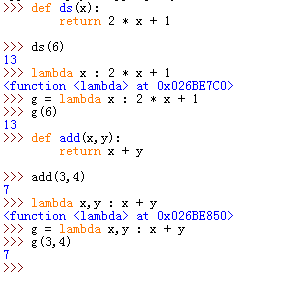 >>> def ds(x):
        return 2 * x + 1

>>> ds(6)
13
>>> lambda x : 2 * x + 1
<function <lambda> at 0x026BE7C0>
>>> g = lambda x : 2 * x + 1
>>> g(6)
13
>>> def add(x,y):
        return x + y

>>> add(3,4)
7
>>> lambda x,y : x + y
<function <lambda> at 0x026BE850>
>>> g = lambda x,y : x + y
>>> g(3,4)
7
>>>